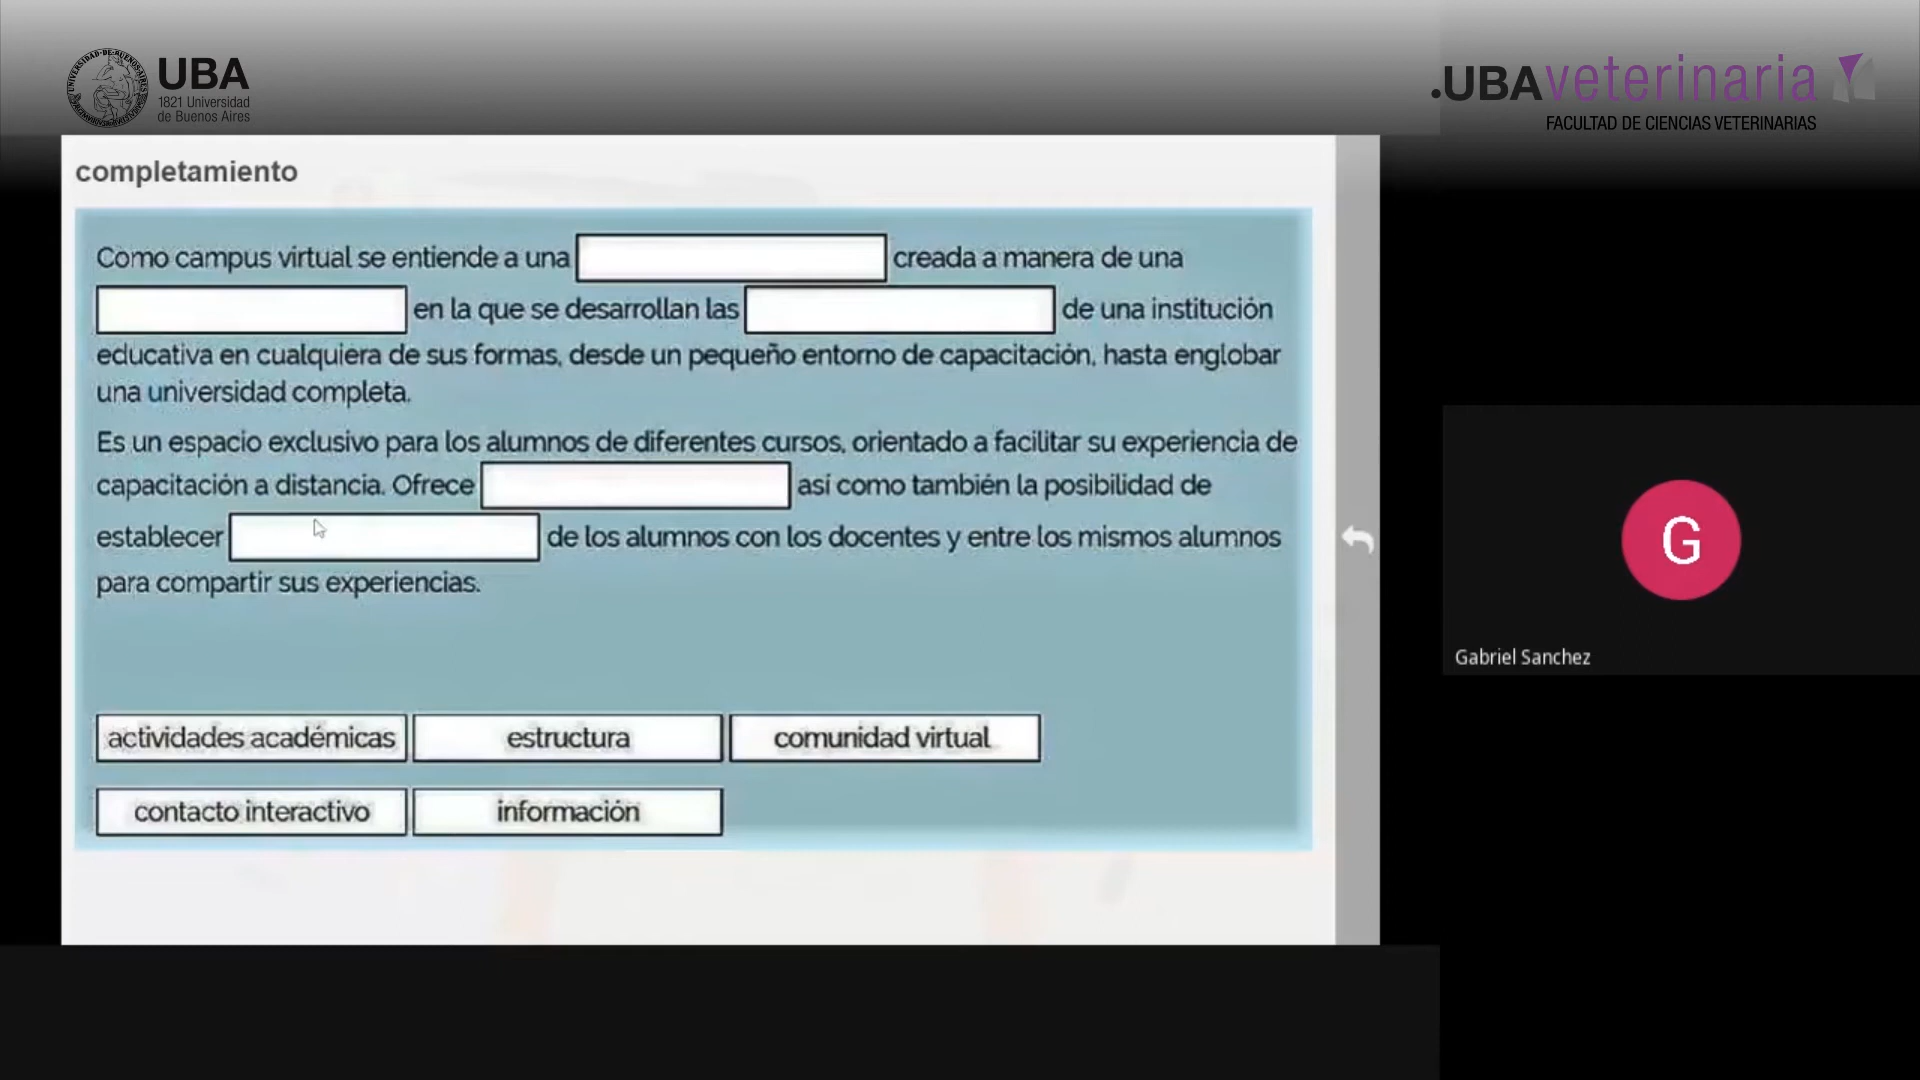 UBA
1821 Universidad
de Buenos Aires
.UBAveterinaria
FACULTAD DE CIENCIAS VETERINARIAS
completamiento
Como campus virtual se entiende a una creada a manera de una
en la que se desarrollan las de una institución
educativa en cualquiera de sus formas, desde un pequeño entorno de capacitación, hasta englobar
una universidad completa.
Es un espacio exclusivo para los alumnos de diferentes cursos, orientado a facilitar su experiencia de
capacitación a distancia. Ofrece así como también la posibilidad de
establecer de los alumnos con los docentes y entre los mismos alumnos
para compartir sus experiencias.
actividades académicas estructura comunidad virtual
contacto interactivo información
G
Gabriel Sanchez